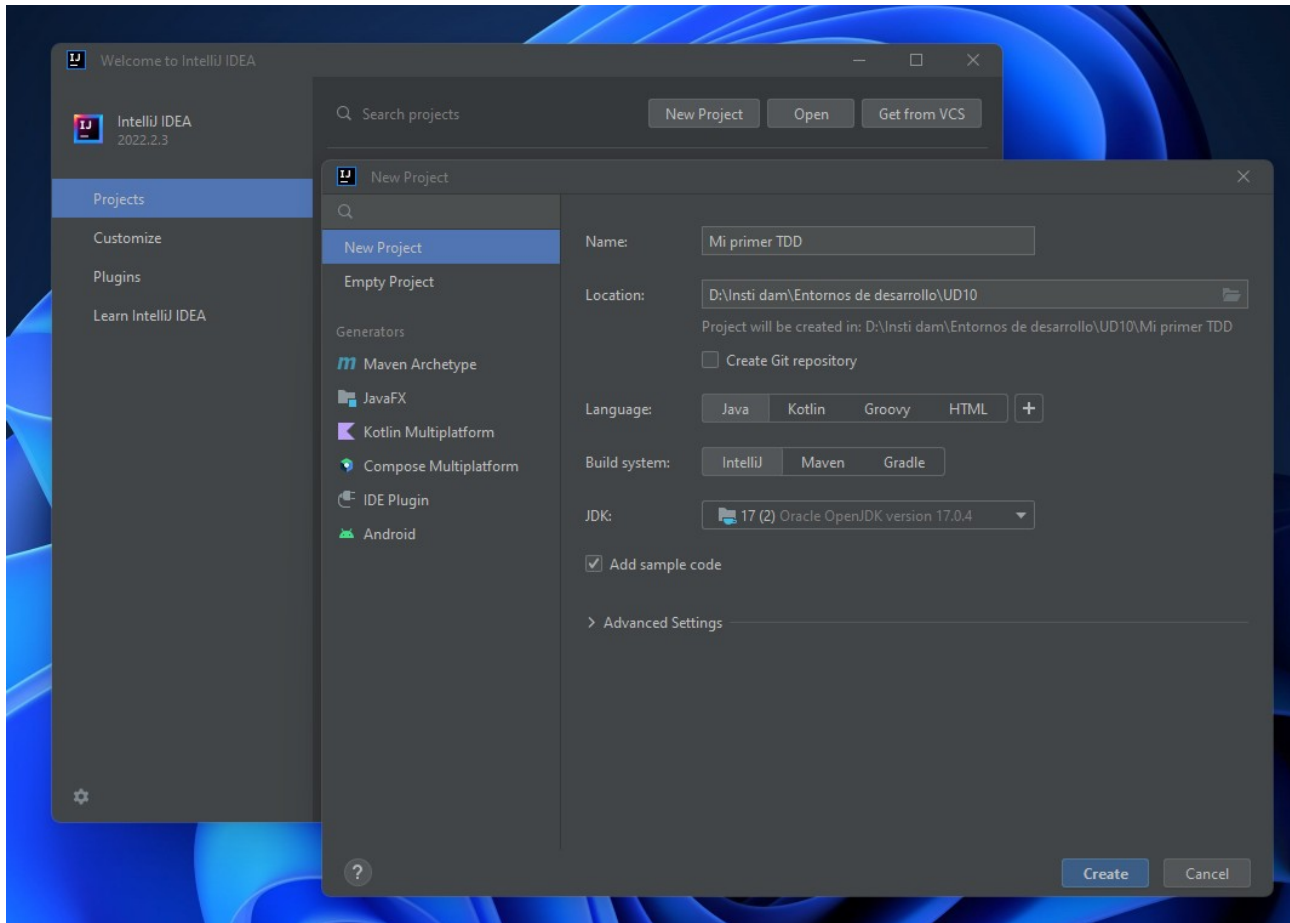 Welcome to IntelliJ IDEA
IntelliJ IDEA
2022.2.3
Search projects
New Project
Open
Get from VCS
Projects
Customize
Plugins
Learn IntelliJ IDEA
New Project
New Project
Empty Project
Generators
Maven Archetype
JavaFX
Kotlin Multiplatform
Compose Multiplatform
IDE Plugin
Android
Name: Mi primer TDD
Location: D:\Insti dam\Entornos de desarrollo\UD10
Project will be created in: D:\Insti dam\Entornos de desarrollo\UD10\Mi primer TDD
Create Git repository
Language: Java Kotlin Groovy HTML +
Build system: IntelliJ Maven Gradle
JDK: 17 (2) Oracle OpenJDK version 17.0.4
Add sample code
Advanced Settings
? Create Cancel